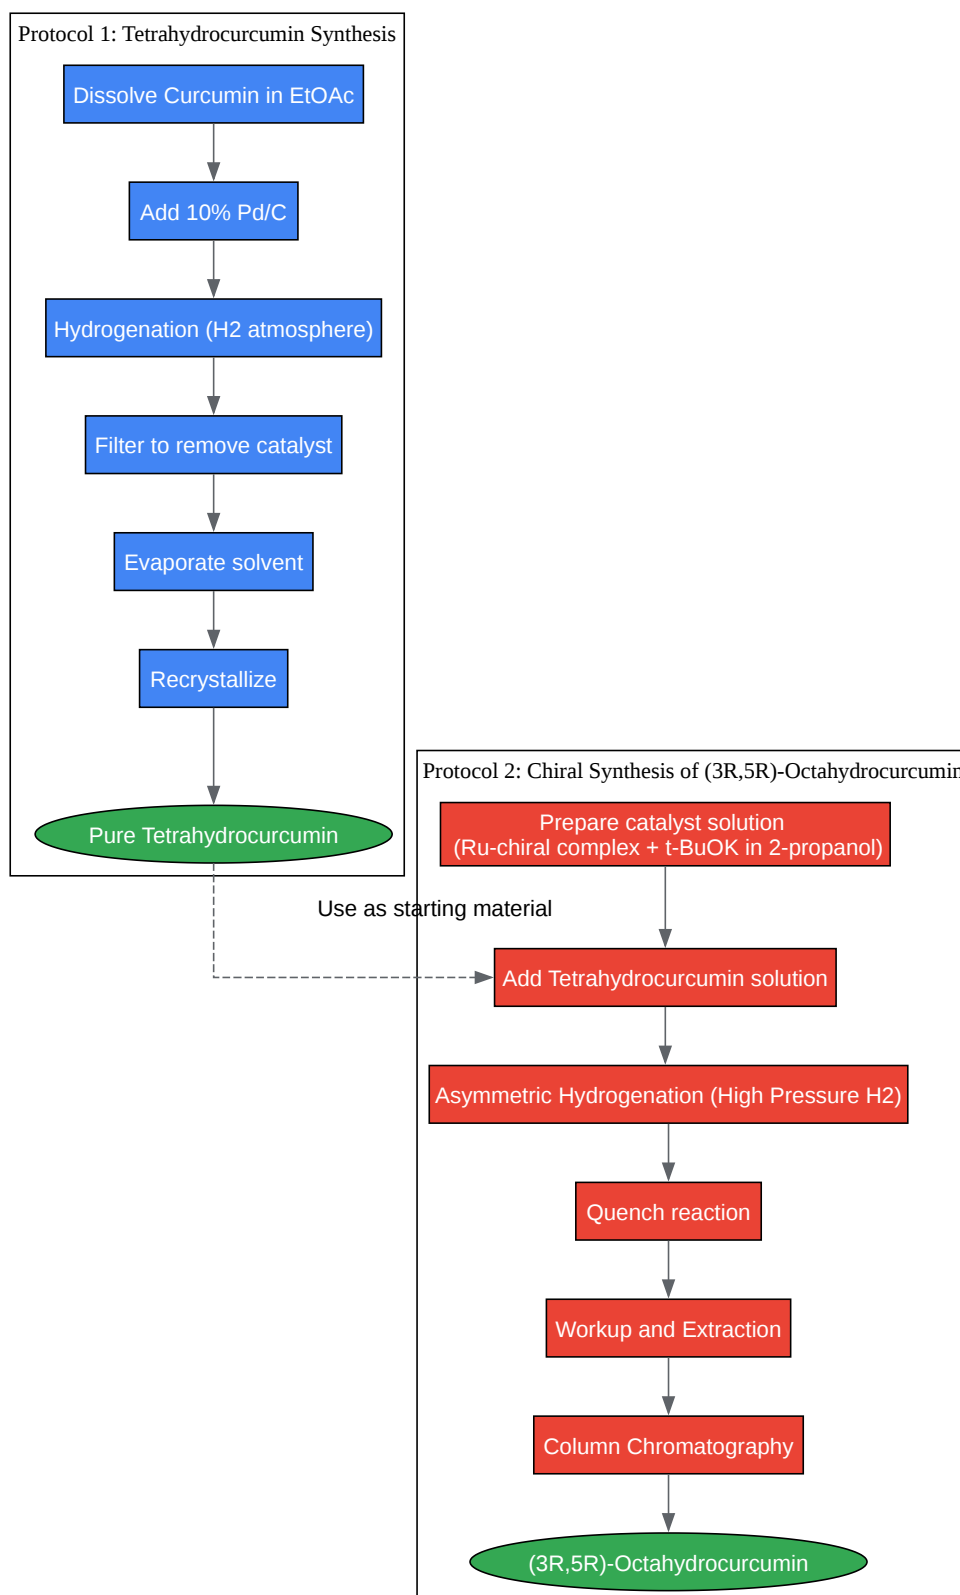 Protocol 1: Tetrahydrocurcumin Synthesis
Dissolve Curcumin in EtOAc
Add 10% Pd/C
Hydrogenation (H2 atmosphere)
Filter to remove catalyst
Evaporate solvent
Recrystallize
Pure Tetrahydrocurcumin
Use as starting material
Protocol 2: Chiral Synthesis of (3R,5R)-Octahydrocurcumin
Prepare catalyst solution
(Ru-chiral complex + t-BuOK in 2-propanol)
Add Tetrahydrocurcumin solution
Asymmetric Hydrogenation (High Pressure H2)
Quench reaction
Workup and Extraction
Column Chromatography
(3R,5R)-Octahydrocurcumin